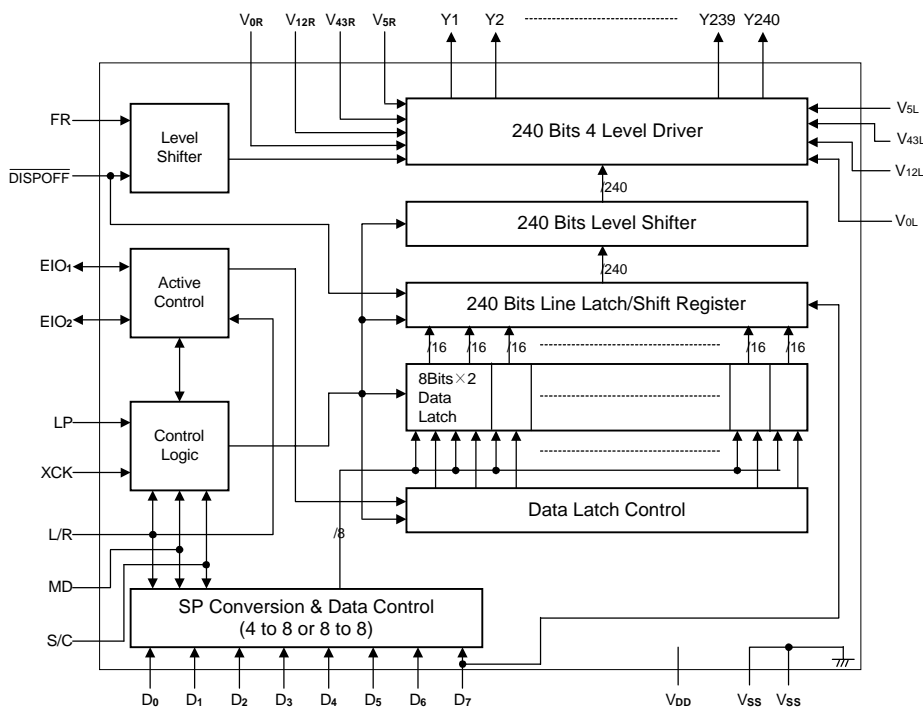 V0R V12R V43R V5R Y1 Y2 Y239 Y240
FR
Level
Shifter
240 Bits 4 Level Driver
V5L
V43L
V12L
V0L
DISPOFF
/240
240 Bits Level Shifter
/240
EIO1
EIO2
Active
Control
240 Bits Line Latch/Shift Register
/16 /16 /16 /16 /16
8Bits×2
Data
Latch
LP
XCK
Control
Logic
L/R
MD
S/C
/8
Data Latch Control
SP Conversion & Data Control
(4 to 8 or 8 to 8)
D0 D1 D2 D3 D4 D5 D6 D7 VDD VSS VSS